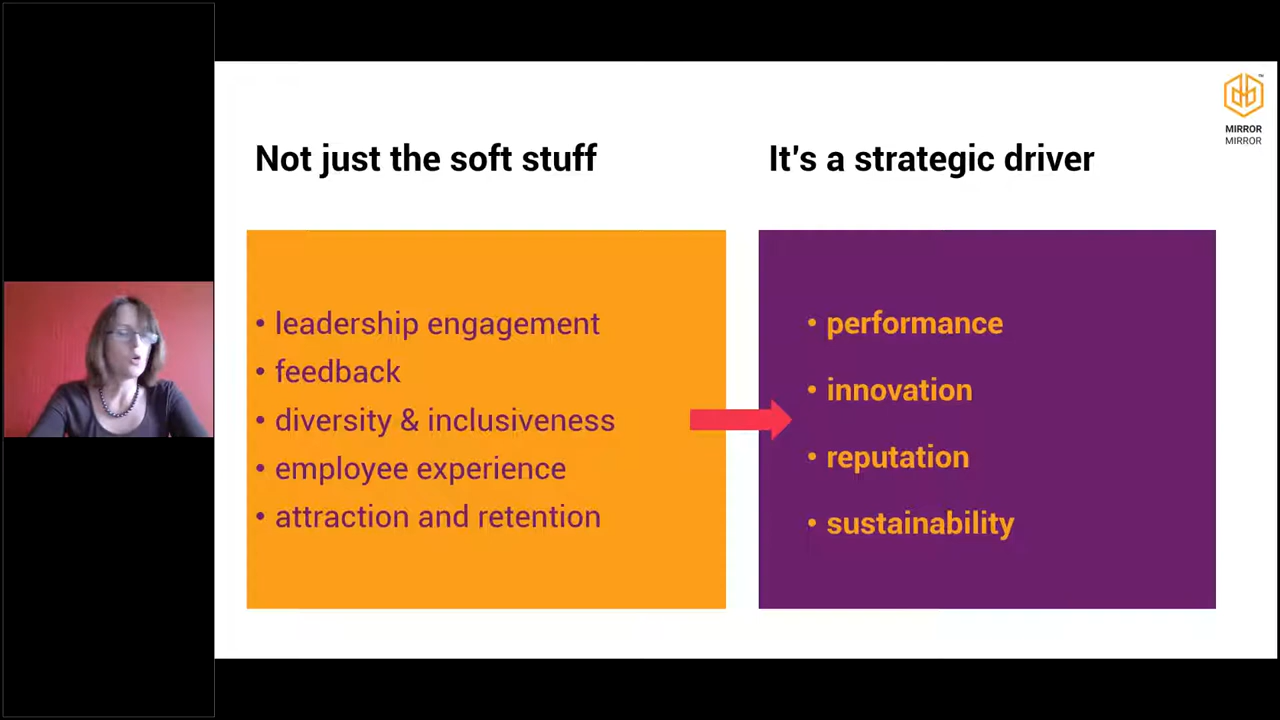 Not just the soft stuff
• leadership engagement
• feedback
• diversity & inclusiveness
• employee experience
• attraction and retention
It's a strategic driver
• performance
• innovation
• reputation
• sustainability
MIRROR
MIRROR
™